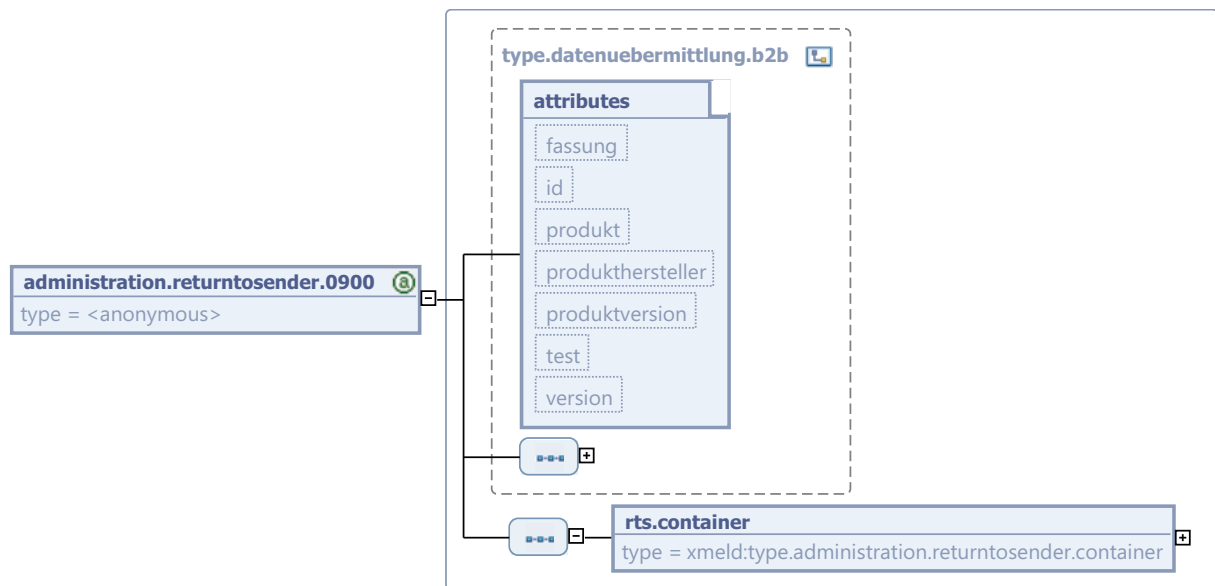 type.datenuebermittlung.b2b
attributes
fassung
id
produkt
produkthersteller
produktversion
test
version
administration.returntosender.0900
type = <anonymous>
rts.container
type = xmeld:type.administration.returntosender.container